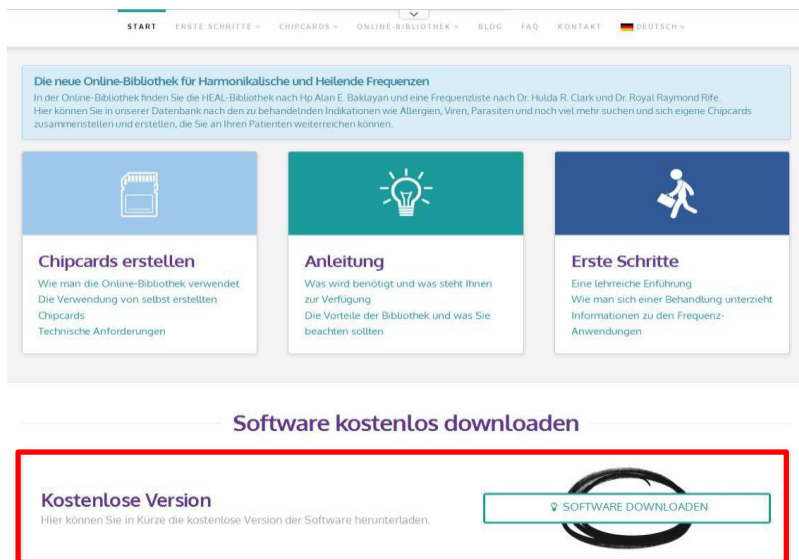 START ERSTE SCHRITTE CHIPCARDS ONLINE-BIBLIOTHEK BLOG FAQ KONTAKT DEUTSCH
Die neue Online-Bibliothek für Harmonikalische und Heilende Frequenzen
In der Online-Bibliothek finden Sie die HEAL-Bibliothek nach Hp Alan E. Baklayan und eine Frequenzliste nach Dr. Hulda R. Clark und Dr. Royal Raymond Rife.
Hier können Sie in unserer Datenbank nach den zu behandelnden Indikationen wie Allergien, Viren, Parasiten und noch viel mehr suchen und sich eigene Chipcards
zusammenstellen und erstellen, die Sie an Ihren Patienten weiterreichen können.
Chipcards erstellen
Wie man die Online-Bibliothek verwendet
Die Verwendung von selbst erstellten
Chipcards
Technische Anforderungen
Anleitung
Was wird benötigt und was steht Ihnen
zur Verfügung
Die Vorteile der Bibliothek und was Sie
beachten sollten
Erste Schritte
Eine lehrreiche Enführung
Wie man sich einer Behandlung unterzieht
Informationen zu den Frequenz-
Anwendungen
Software kostenlos downloaden
Kostenlose Version
Hier können Sie in Kürze die kostenlose Version der Software herunterladen.
SOFTWARE DOWNLOADEN